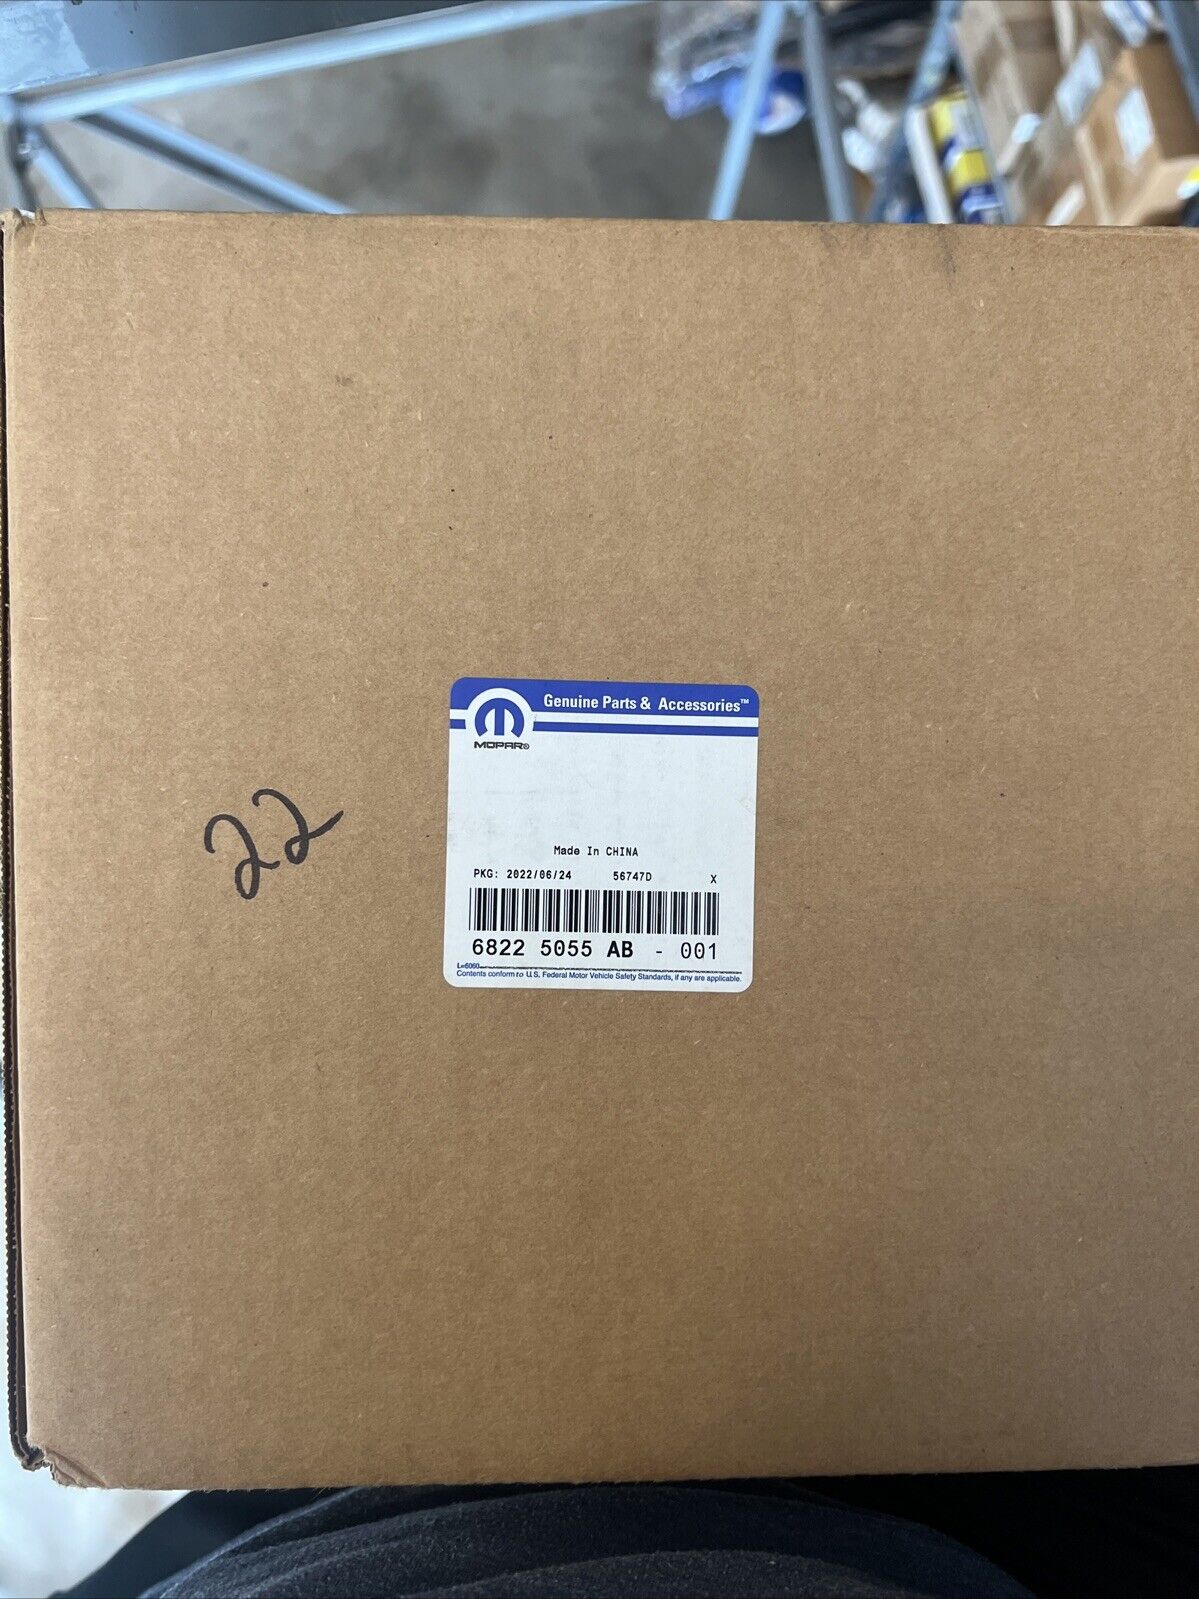 Genuine Parts & Accessories™
MOPAR®
22
Made In CHINA
PKG: 2022/06/24 56747D X
6822 5055 AB - 001
L=6060
Contents conform to U.S. Federal Motor Vehicle Safety Standards, if any are applicable.